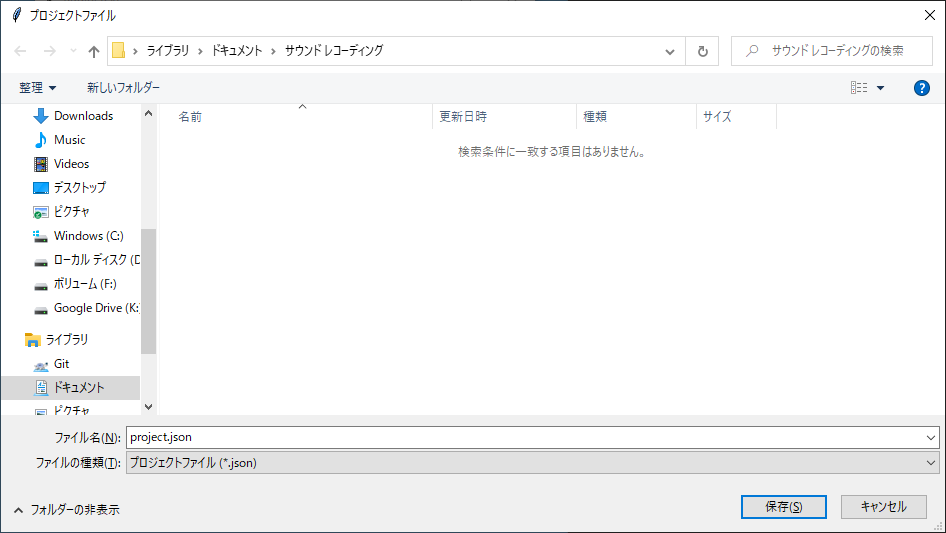 プロジェクトファイル
ライブラリ › ドキュメント › サウンド レコーディング
サウンド レコーディングの検索
整理 新しいフォルダー
名前 更新日時 種類 サイズ
検索条件に一致する項目はありません。
Downloads
Music
Videos
デスクトップ
ピクチャ
Windows (C:)
ローカル ディスク (D
ボリューム (F:)
Google Drive (K:
ライブラリ
Git
ドキュメント
ピクチャ
ファイル名(N): project.json
ファイルの種類(T): プロジェクトファイル (*.json)
フォルダーの非表示
保存(S) キャンセル